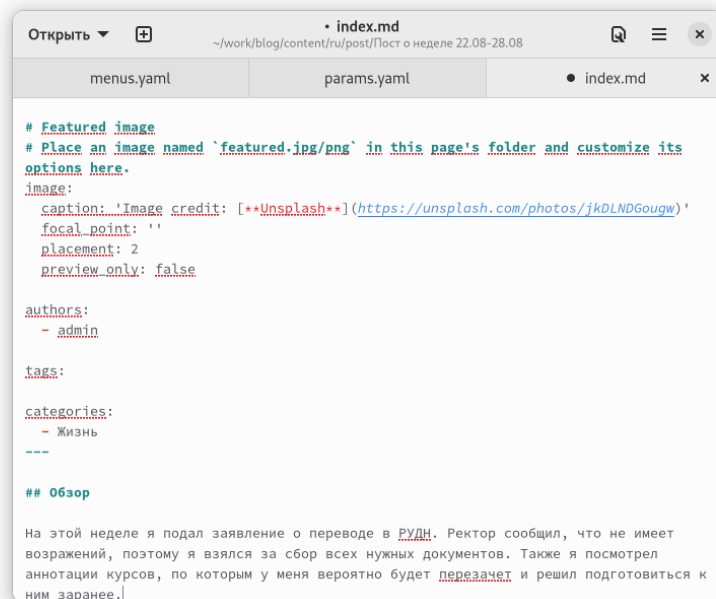 Открыть
• index.md
~/work/blog/content/ru/post/Пост о неделе 22.08-28.08
menus.yaml
params.yaml
● index.md
# Featured image
# Place an image named `featured.jpg/png` in this page's folder and customize its
options here.
image:
  caption: 'Image credit: [**Unsplash**](https://unsplash.com/photos/jkDLNDGougw)'
  focal_point: ''
  placement: 2
  preview_only: false
authors:
  - admin
tags:
categories:
  - Жизнь
---
## Обзор
На этой неделе я подал заявление о переводе в РУДН. Ректор сообщил, что не имеет
возражений, поэтому я взялся за сбор всех нужных документов. Также я посмотрел
аннотации курсов, по которым у меня вероятно будет перезачет и решил подготовиться к
ним заранее.